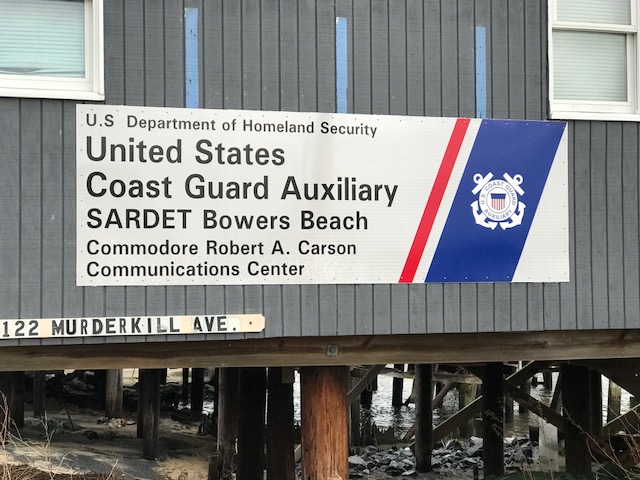 U.S Department of Homeland Security
United States
Coast Guard Auxiliary
SARDET Bowers Beach
Commodore Robert A. Carson
Communications Center
U.S. COAST GUARD
AUXILIARY
122 MURDERKILL AVE.